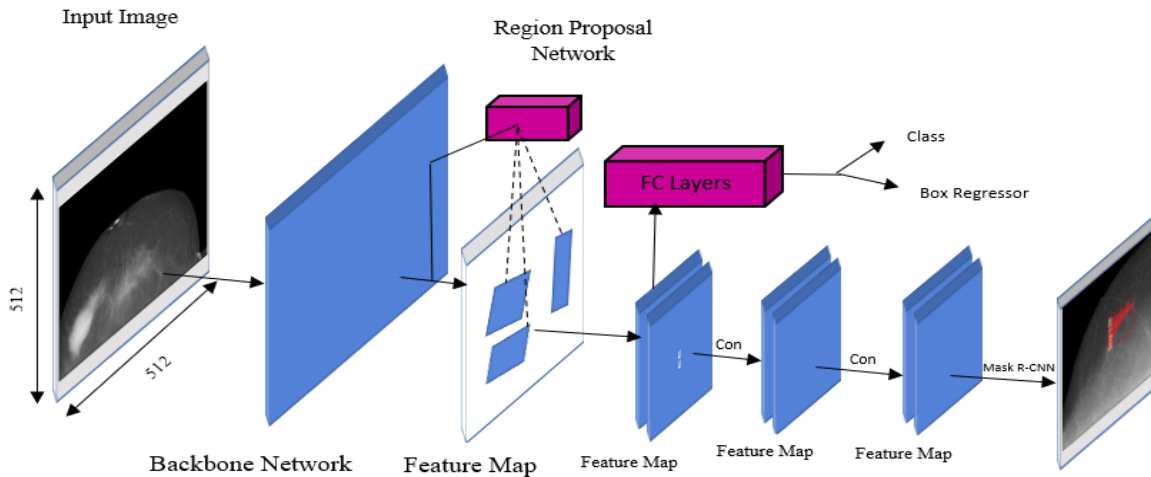 Input Image
Region Proposal
Network
Class
FC Layers
Box Regressor
512
512
Con
Con
Mask R-CNN
Backbone Network
Feature Map
Feature Map
Feature Map
Feature Map